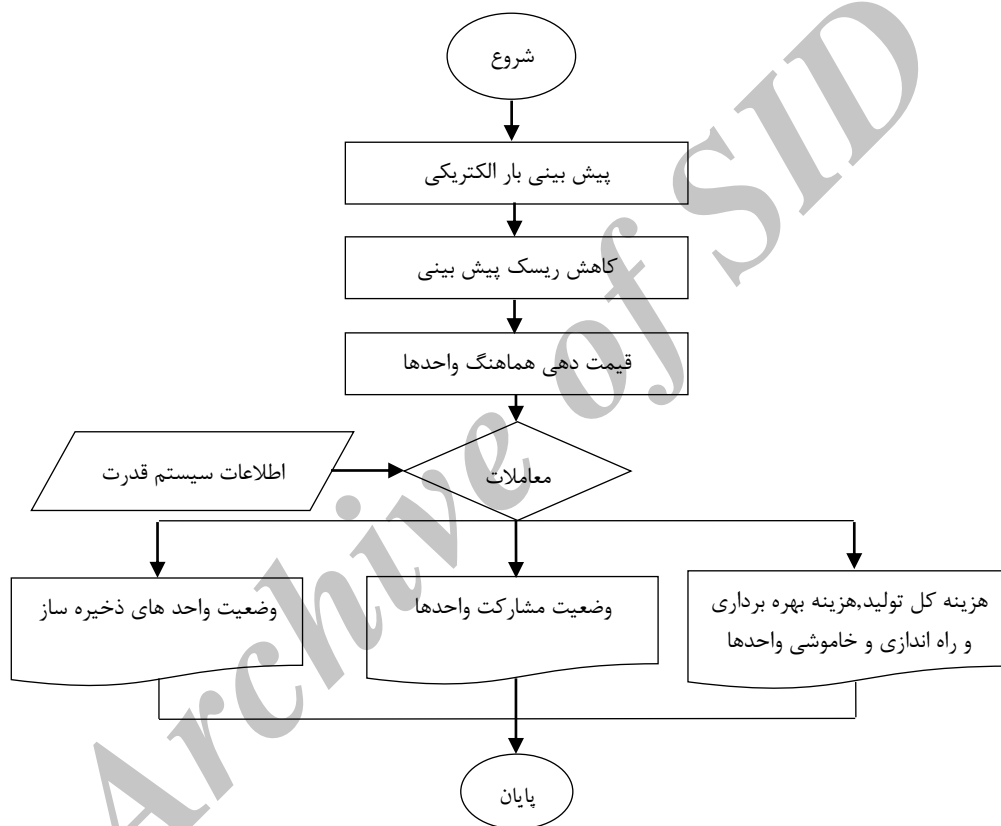 شروع
پیش بینی بار الکتریکی
کاهش ریسک پیش بینی
قیمت دهی هماهنگ واحدها
معاملات
اطلاعات سیستم قدرت
هزینه کل تولید,هزینه بهره برداری
و راه اندازی و خاموشی واحدها
وضعیت مشارکت واحدها
وضعیت واحد های ذخیره ساز
پایان
Archive of SID